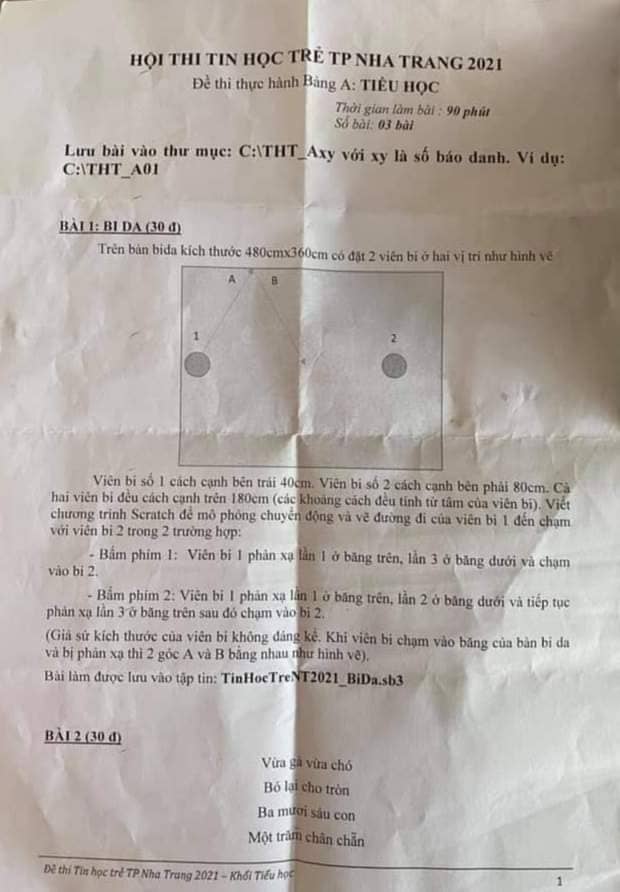 HỘI THI TIN HỌC TRẺ TP NHA TRANG 2021
Đề thi thực hành Bảng A: TIỂU HỌC
Thời gian làm bài : 90 phút
Số bài: 03 bài
Lưu bài vào thư mục: C:\THT_Axy với xy là số báo danh. Ví dụ:
C:\THT_A01
BÀI 1: BI DA (30 đ)
Trên bàn bida kích thước 480cmx360cm có đặt 2 viên bi ở hai vị trí như hình vẽ
A B
1 2
Viên bi số 1 cách cạnh bên trái 40cm. Viên bi số 2 cách cạnh bên phải 80cm. Cả
hai viên bi đều cách cạnh trên 180cm (các khoảng cách đều tính từ tâm của viên bi). Viết
chương trình Scratch để mô phỏng chuyển động và vẽ đường đi của viên bi 1 đến chạm
với viên bi 2 trong 2 trường hợp:
- Bấm phím 1: Viên bi 1 phản xạ lần 1 ở băng trên, lần 3 ở băng dưới và chạm
vào bi 2.
- Bấm phím 2: Viên bi 1 phản xạ lần 1 ở băng trên, lần 2 ở băng dưới và tiếp tục
phản xạ lần 3 ở băng trên sau đó chạm vào bi 2.
(Giả sử kích thước của viên bi không đáng kể. Khi viên bi chạm vào băng của bàn bi da
và bị phản xạ thì 2 góc A và B bằng nhau như hình vẽ).
Bài làm được lưu vào tập tin: TinHocTreNT2021_BiDa.sb3
BÀI 2 (30 đ)
Vừa gà vừa chó
Bó lại cho tròn
Ba mươi sáu con
Một trăm chân chẵn
Đề thi Tin học trẻ TP Nha Trang 2021 – Khối Tiểu học
1